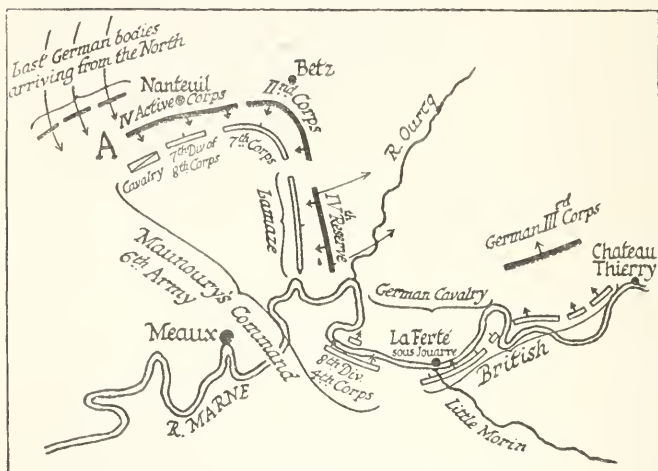 Last German bodies
arriving from the North
Betz
Nanteuil
IV Active Corps
IInd Corps
A
R. Ourcq
Cavalry
7th Div of
8th Corps
7th Corps
Lamaze
IVth Reserve
German IIIrd Corps
Chateau
Thierry
Maunoury's Command
6th Army
German Cavalry
Meaux
La Ferté
sous Jouarre
British
8th Div.
4th Corps
R. MARNE
Little Morin